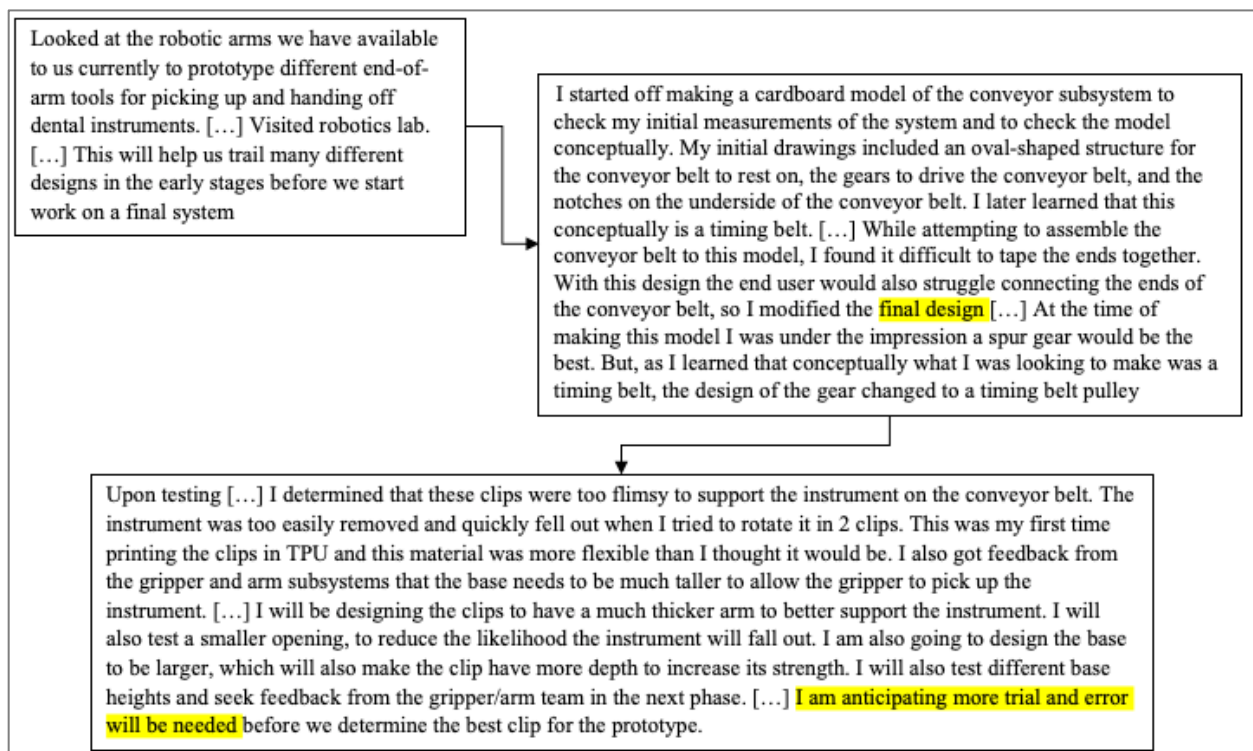 Looked at the robotic arms we have available
to us currently to prototype different end-of-
arm tools for picking up and handing off
dental instruments. […] Visited robotics lab.
[…] This will help us trail many different
designs in the early stages before we start
work on a final system
I started off making a cardboard model of the conveyor subsystem to
check my initial measurements of the system and to check the model
conceptually. My initial drawings included an oval-shaped structure for
the conveyor belt to rest on, the gears to drive the conveyor belt, and the
notches on the underside of the conveyor belt. I later learned that this
conceptually is a timing belt. […] While attempting to assemble the
conveyor belt to this model, I found it difficult to tape the ends together.
With this design the end user would also struggle connecting the ends of
the conveyor belt, so I modified the final design […] At the time of
making this model I was under the impression a spur gear would be the
best. But, as I learned that conceptually what I was looking to make was a
timing belt, the design of the gear changed to a timing belt pulley
Upon testing […] I determined that these clips were too flimsy to support the instrument on the conveyor belt. The
instrument was too easily removed and quickly fell out when I tried to rotate it in 2 clips. This was my first time
printing the clips in TPU and this material was more flexible than I thought it would be. I also got feedback from
the gripper and arm subsystems that the base needs to be much taller to allow the gripper to pick up the
instrument. […] I will be designing the clips to have a much thicker arm to better support the instrument. I will
also test a smaller opening, to reduce the likelihood the instrument will fall out. I am also going to design the base
to be larger, which will also make the clip have more depth to increase its strength. I will also test different base
heights and seek feedback from the gripper/arm team in the next phase. […] I am anticipating more trial and error
will be needed before we determine the best clip for the prototype.